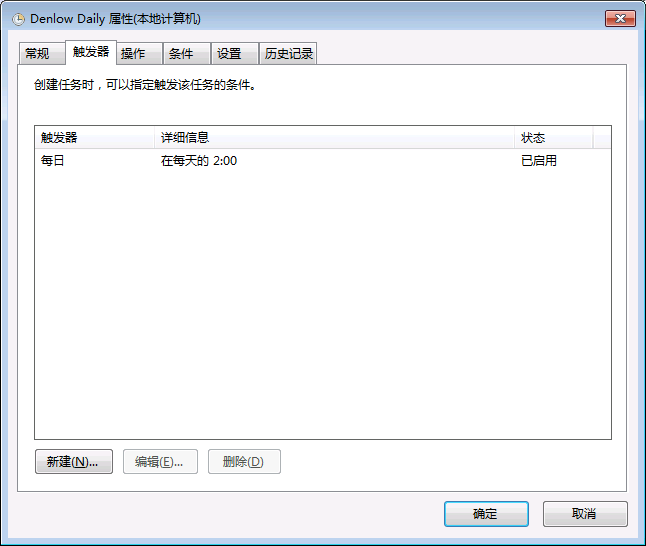 Denlow Daily 属性(本地计算机)
常规 触发器 操作 条件 设置 历史记录
创建任务时，可以指定触发该任务的条件。
触发器 详细信息 状态
每日 在每天的 2:00 已启用
新建(N)... 编辑(E)... 删除(D)
确定 取消